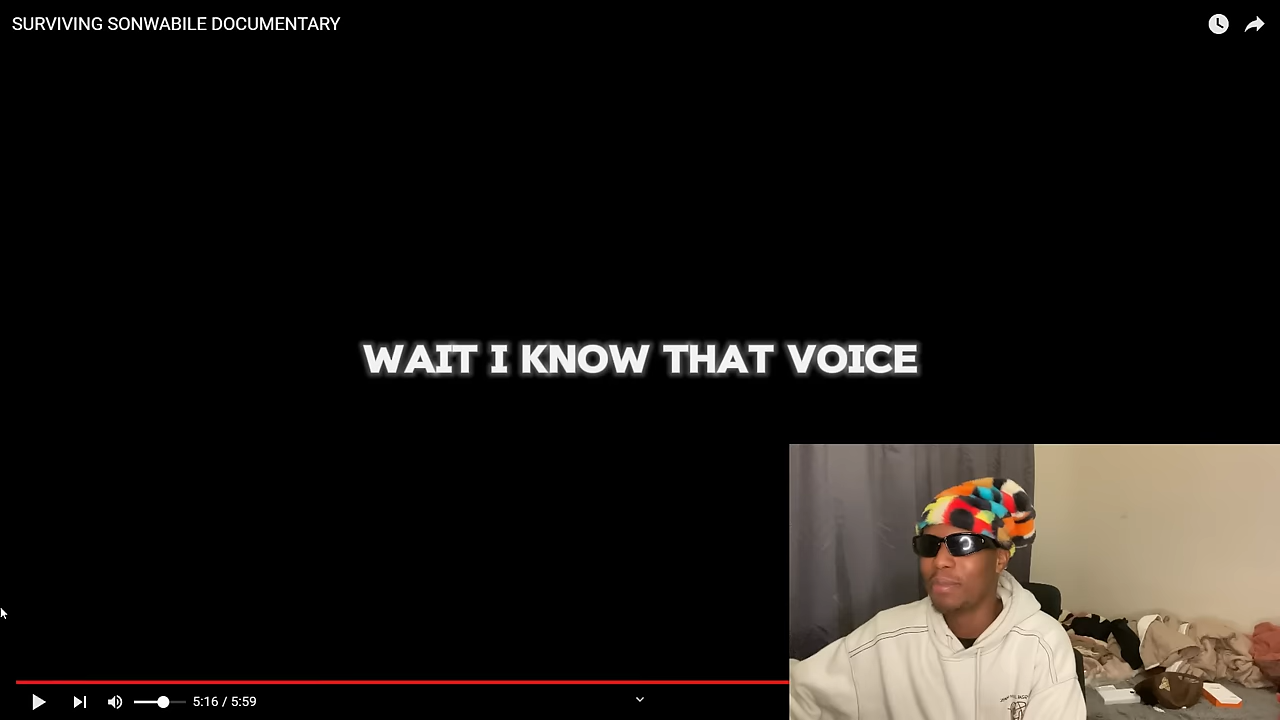 SURVIVING SONWABILE DOCUMENTARY
WAIT I KNOW THAT VOICE
5:16 / 5:59